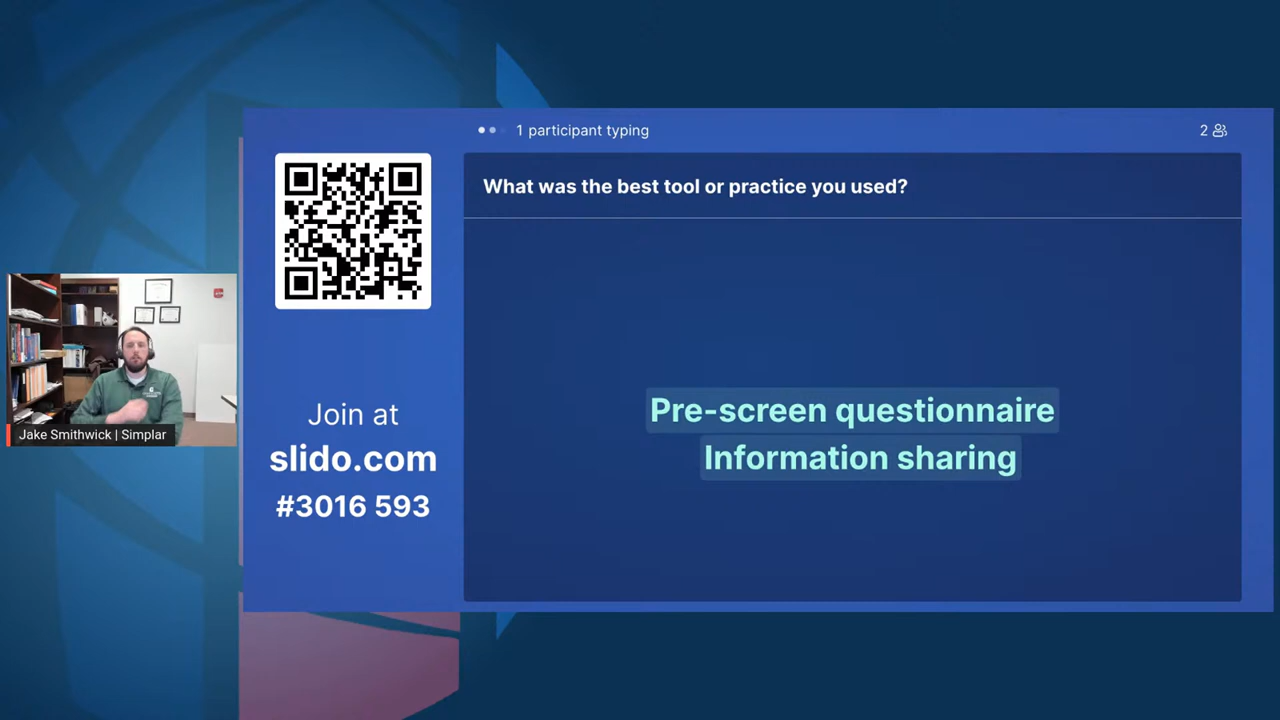 1 participant typing
2
What was the best tool or practice you used?
Pre-screen questionnaire
Information sharing
Join at
slido.com
#3016 593
Jake Smithwick | Simplar